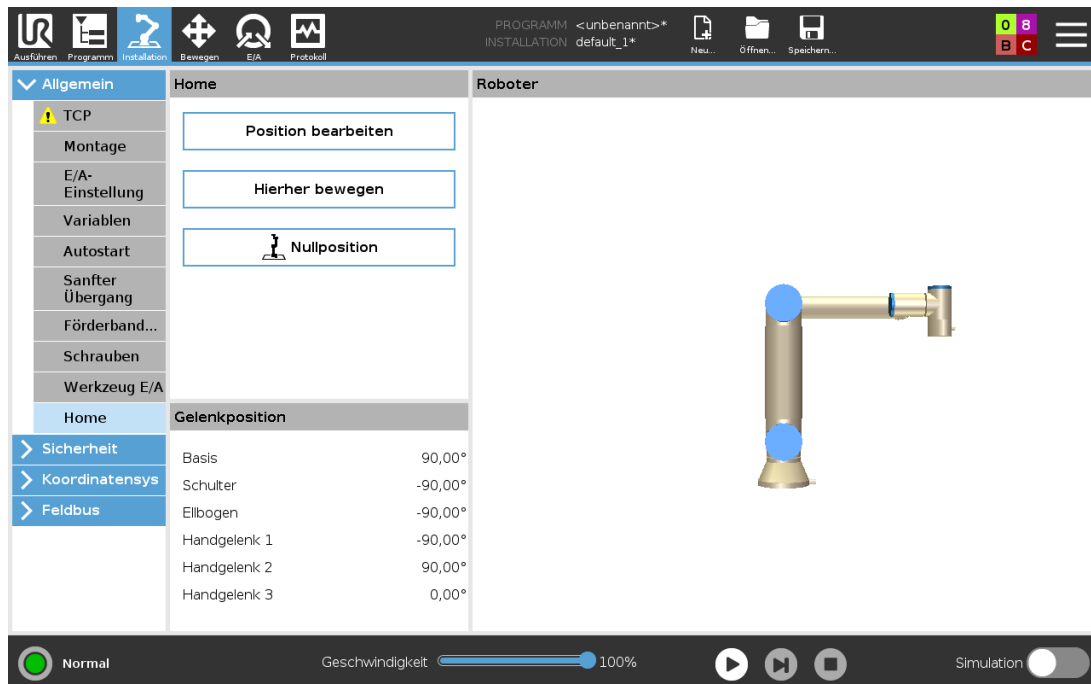 PROGRAMM <unbenannt>*
INSTALLATION default_1*
Ausführen Programm Installation Bewegen E/A Protokoll
Neu... Öffnen... Speichern...
0 8
B C
Allgemein
TCP
Montage
E/A-
Einstellung
Variablen
Autostart
Sanfter
Übergang
Förderband...
Schrauben
Werkzeug E/A
Home
Sicherheit
Koordinatensys
Feldbus
Home
Position bearbeiten
Hierher bewegen
Nullposition
Gelenkposition
Basis 90,00°
Schulter -90,00°
Ellbogen -90,00°
Handgelenk 1 -90,00°
Handgelenk 2 90,00°
Handgelenk 3 0,00°
Roboter
Normal
Geschwindigkeit 100%
Simulation